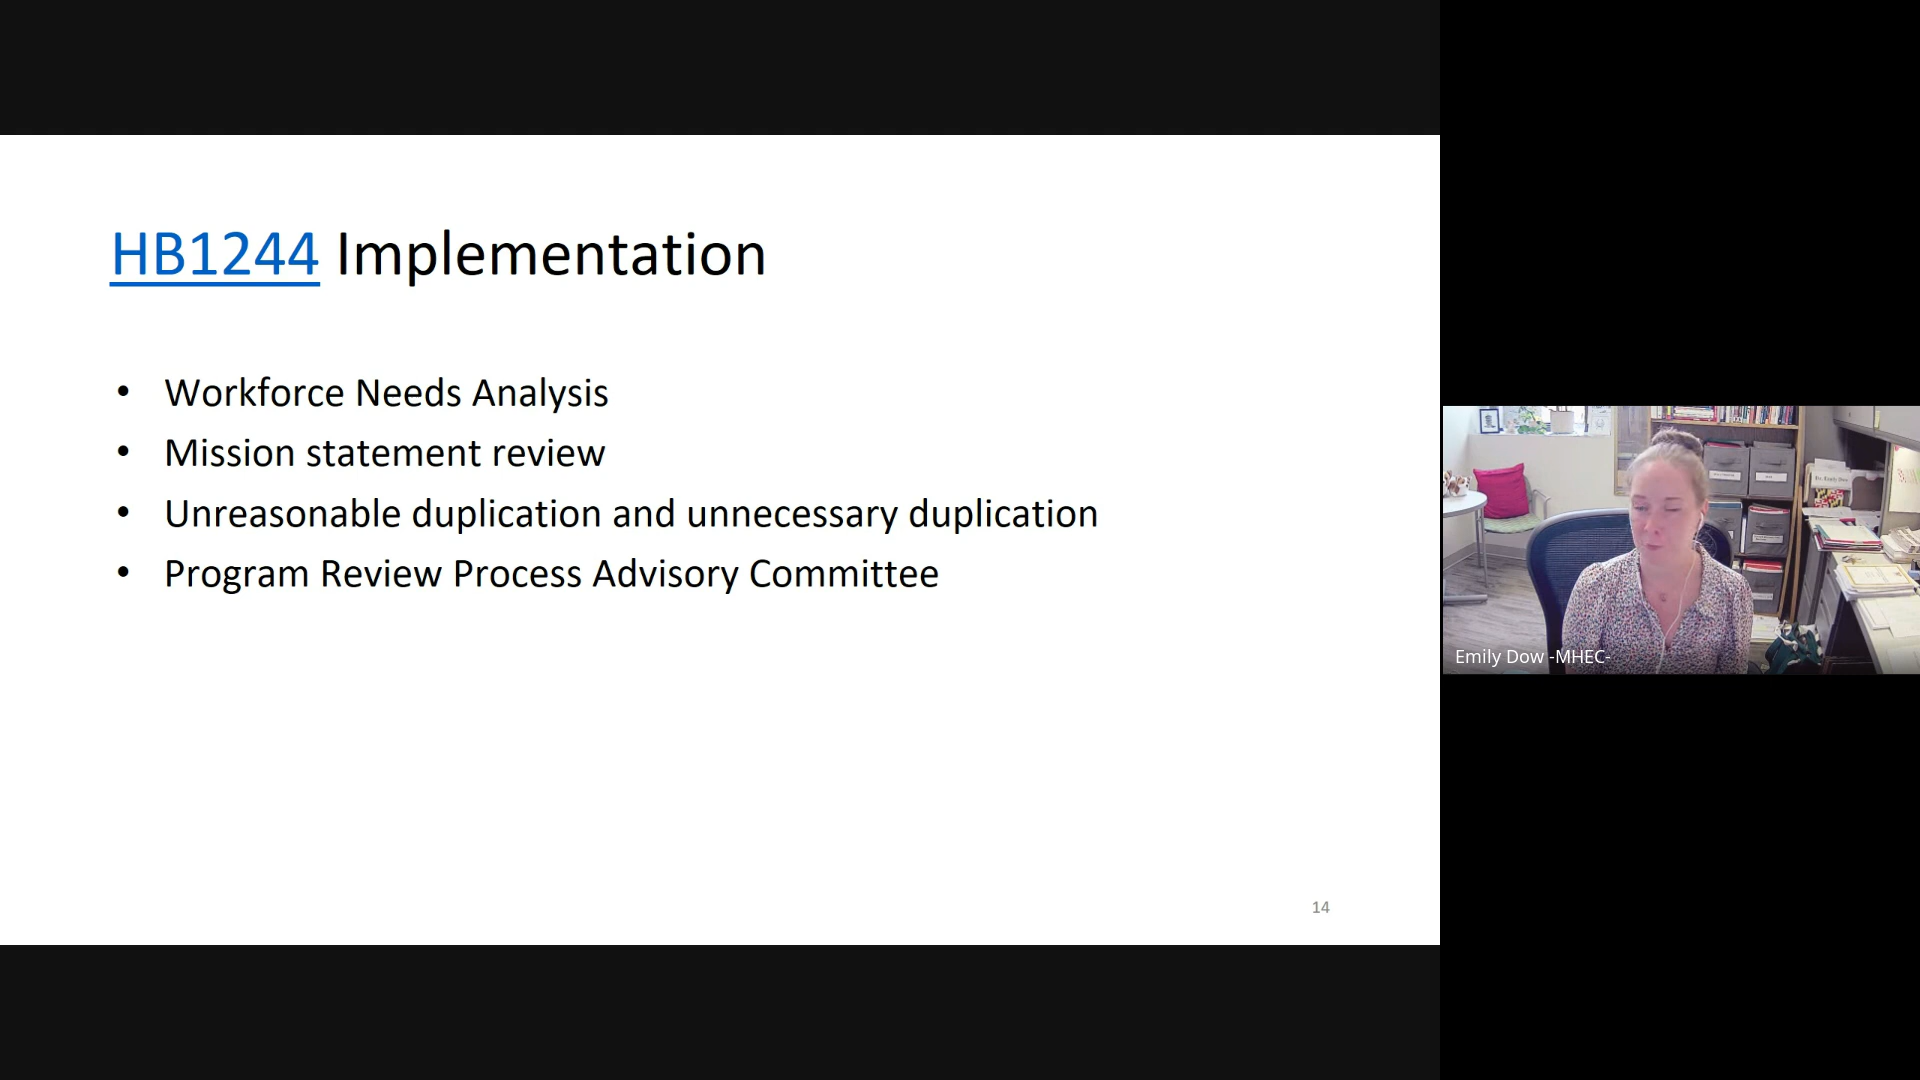 HB1244 Implementation
• Workforce Needs Analysis
• Mission statement review
• Unreasonable duplication and unnecessary duplication
• Program Review Process Advisory Committee
14
Emily Dow -MHEC-